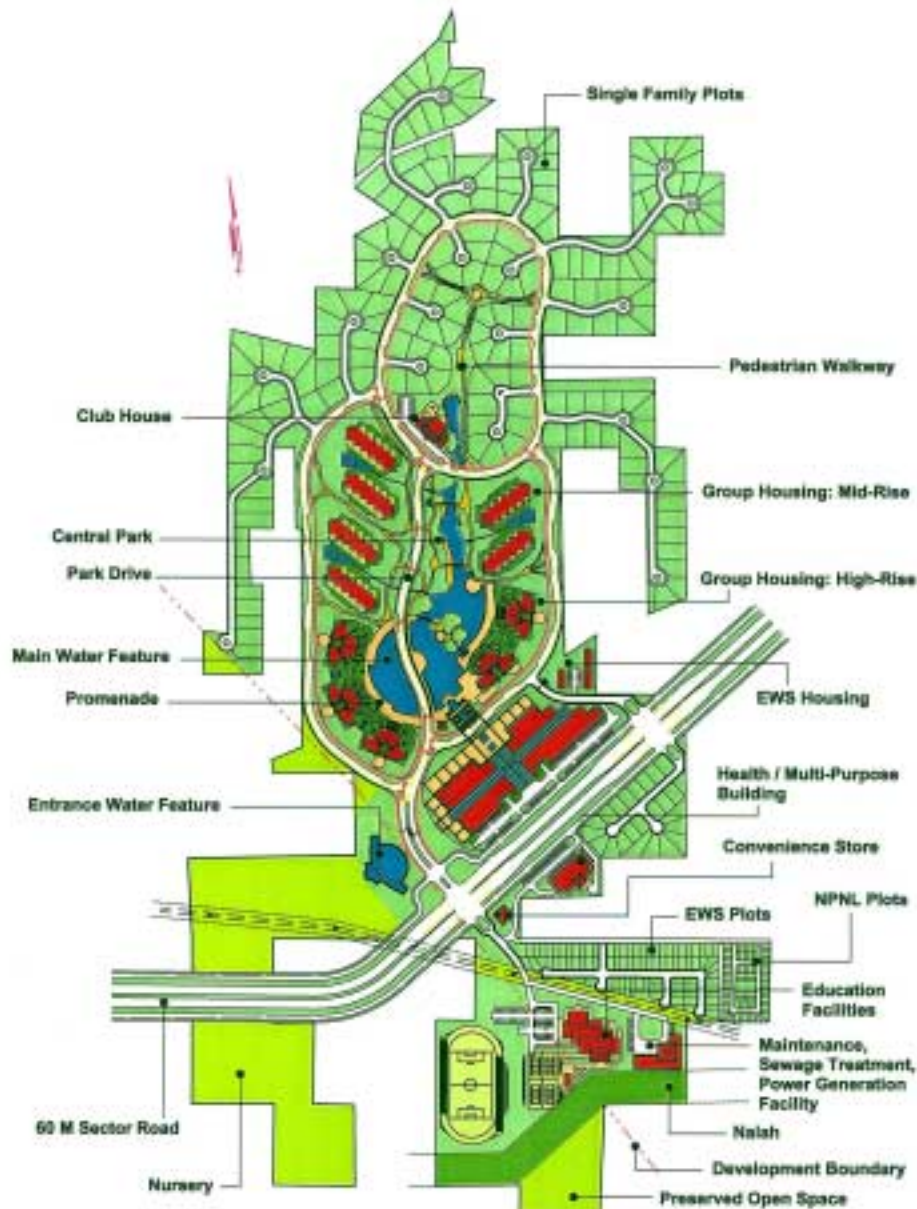 Single Family Plots
Pedestrian Walkway
Club House
Group Housing: Mid-Rise
Central Park
Park Drive
Group Housing: High-Rise
Main Water Feature
Promenade
EWS Housing
Health / Multi-Purpose
Building
Entrance Water Feature
Convenience Store
NPNL Plots
EWS Plots
Education
Facilities
Maintenance,
Sewage Treatment,
Power Generation
Facility
60 M Sector Road
Nalah
Development Boundary
Nursery
Preserved Open Space